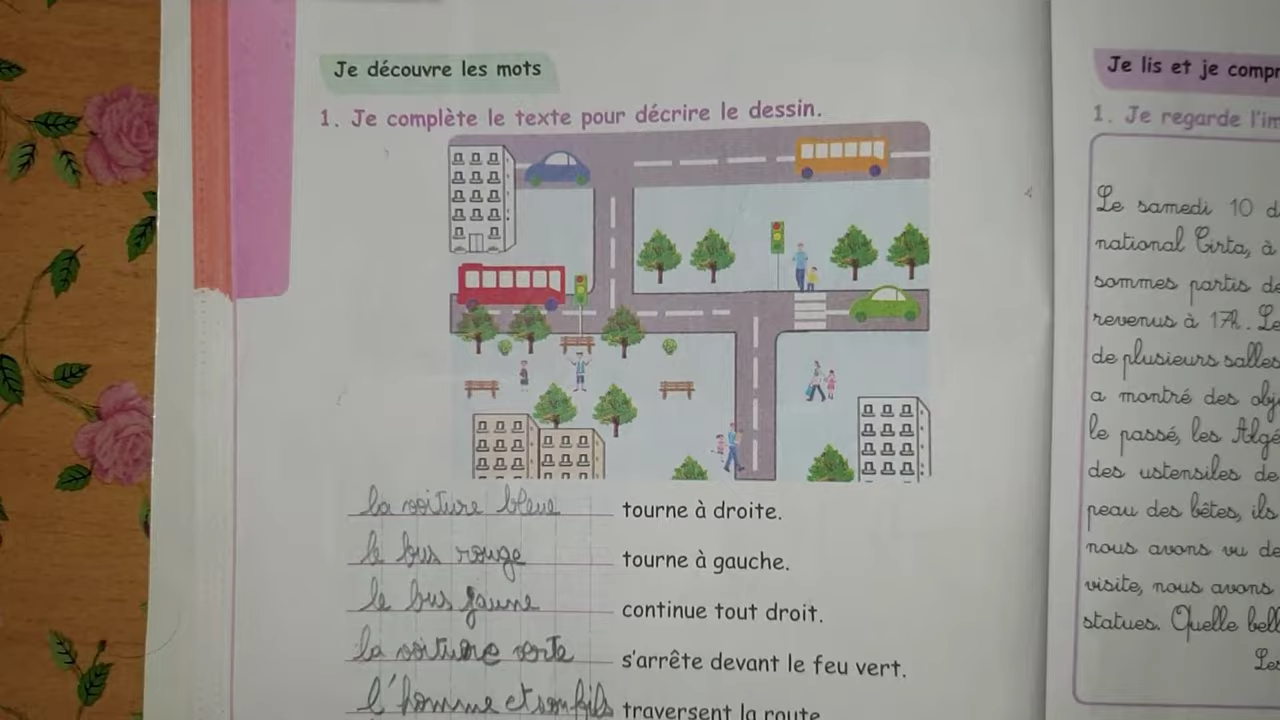 Je découvre les mots
1. Je complète le texte pour décrire le dessin.
la voiture bleue tourne à droite.
le bus rouge tourne à gauche.
le bus jaune continue tout droit.
la voiture verte s'arrête devant le feu vert.
l'homme et son fils traversent la route
Je lis et je compr
1. Je regarde l'im
Le samedi 10 d
national Cirta, à
sommes partis de
revenus à 17h. Le
de plusieurs salles
a montré des obj
le passé, les Algé
des ustensiles de
peau des bêtes, ils
nous avons vu de
visite, nous avons
statues. Quelle bell
Les